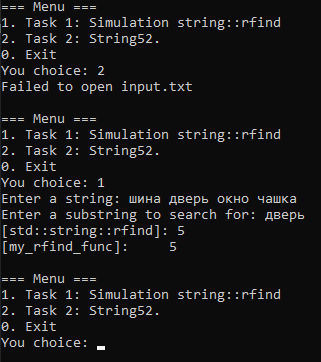 === Menu ===
1. Task 1: Simulation string::rfind
2. Task 2: String52.
0. Exit
You choice: 2
Failed to open input.txt
=== Menu ===
1. Task 1: Simulation string::rfind
2. Task 2: String52.
0. Exit
You choice: 1
Enter a string: шина дверь окно чашка
Enter a substring to search for: дверь
[std::string::rfind]: 5
[my_rfind_func]:     5
=== Menu ===
1. Task 1: Simulation string::rfind
2. Task 2: String52.
0. Exit
You choice: